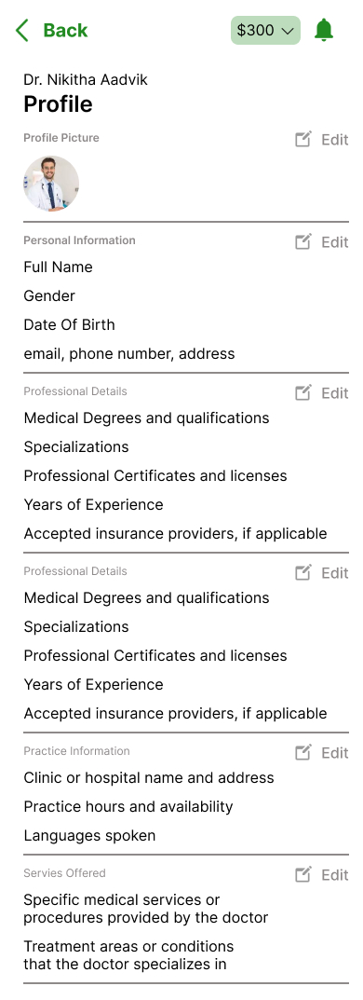 Back
$300
Dr. Nikitha Aadvik
Profile
Profile Picture
Edit
Personal Information
Edit
Full Name
Gender
Date Of Birth
email, phone number, address
Professional Details
Edit
Medical Degrees and qualifications
Specializations
Professional Certificates and licenses
Years of Experience
Accepted insurance providers, if applicable
Professional Details
Edit
Medical Degrees and qualifications
Specializations
Professional Certificates and licenses
Years of Experience
Accepted insurance providers, if applicable
Practice Information
Edit
Clinic or hospital name and address
Practice hours and availability
Languages spoken
Servies Offered
Edit
Specific medical services or
procedures provided by the doctor
Treatment areas or conditions
that the doctor specializes in